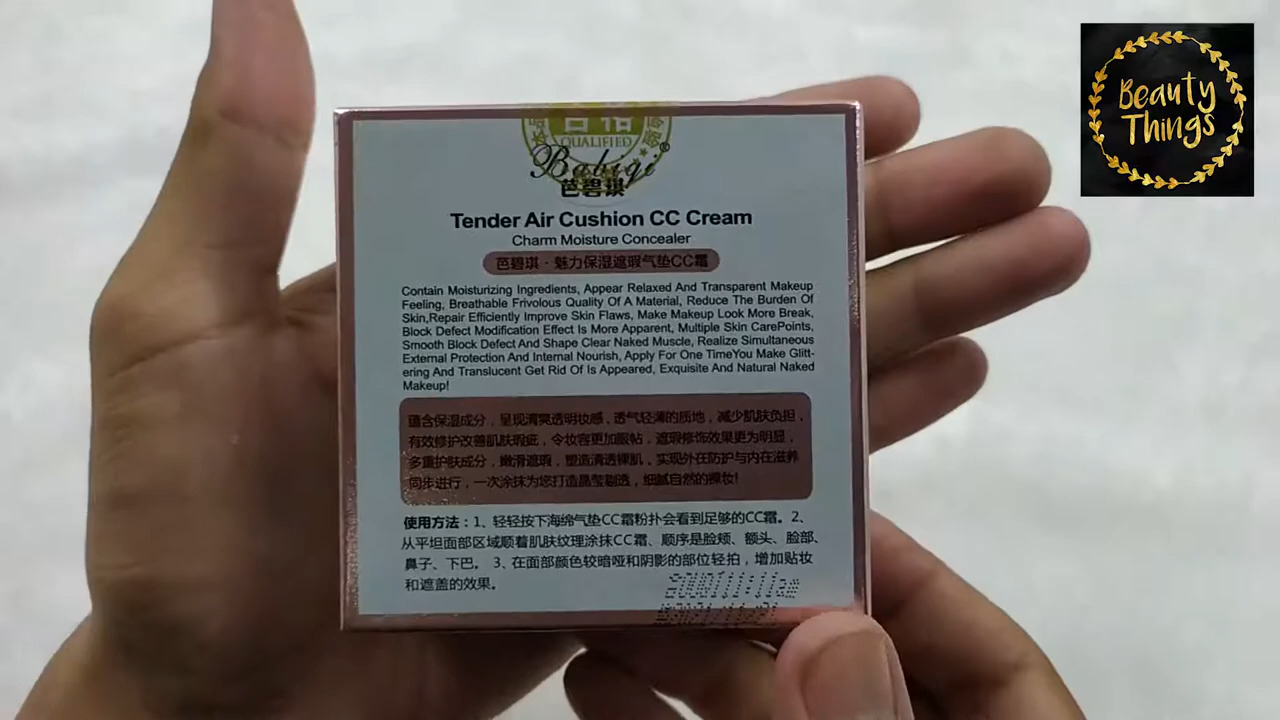 Beauty
Things
合格
QUALIFIED
Babiqi®
芭碧琪
Tender Air Cushion CC Cream
Charm Moisture Concealer
芭碧琪·魅力保湿遮瑕气垫CC霜
Contain Moisturizing Ingredients, Appear Relaxed And Transparent Makeup
Feeling, Breathable Frivolous Quality Of A Material, Reduce The Burden Of
Skin,Repair Efficiently Improve Skin Flaws, Make Makeup Look More Break,
Block Defect Modification Effect Is More Apparent, Multiple Skin CarePoints,
Smooth Block Defect And Shape Clear Naked Muscle, Realize Simultaneous
External Protection And Internal Nourish, Apply For One TimeYou Make Glitt-
ering And Translucent Get Rid Of Is Appeared, Exquisite And Natural Naked
Makeup!
蕴含保湿成分，呈现清爽透明妆感，透气轻薄的质地，减少肌肤负担，
有效修护改善肌肤瑕疵，令妆容更加服帖，遮瑕修饰效果更为明显，
多重护肤成分，嫩滑遮瑕，塑造清透裸肌、实现外在防护与内在滋养
同步进行，一次涂抹为您打造晶莹剔透，细腻自然的裸妆!
使用方法：1、轻轻按下海绵气垫CC霜粉扑会看到足够的CC霜。2、
从平坦面部区域顺着肌肤纹理涂抹CC霜、顺序是脸颊、额头、脸部、
鼻子、下巴。 3、在面部颜色较暗哑和阴影的部位轻拍，增加贴妆
和遮盖的效果。